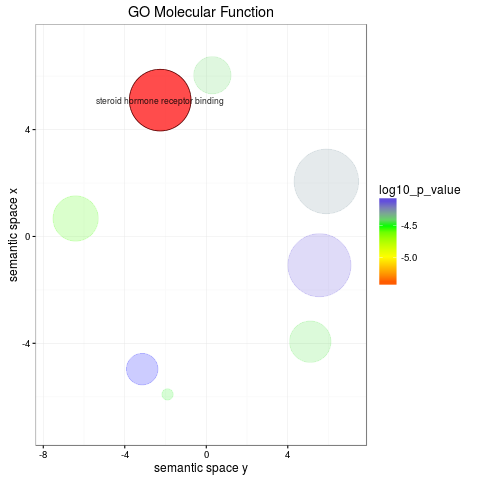 GO Molecular Function
steroid hormone receptor binding
4
0
-4
-8
-4
0
4
semantic space x
semantic space y
log10_p_value
-4.5
-5.0